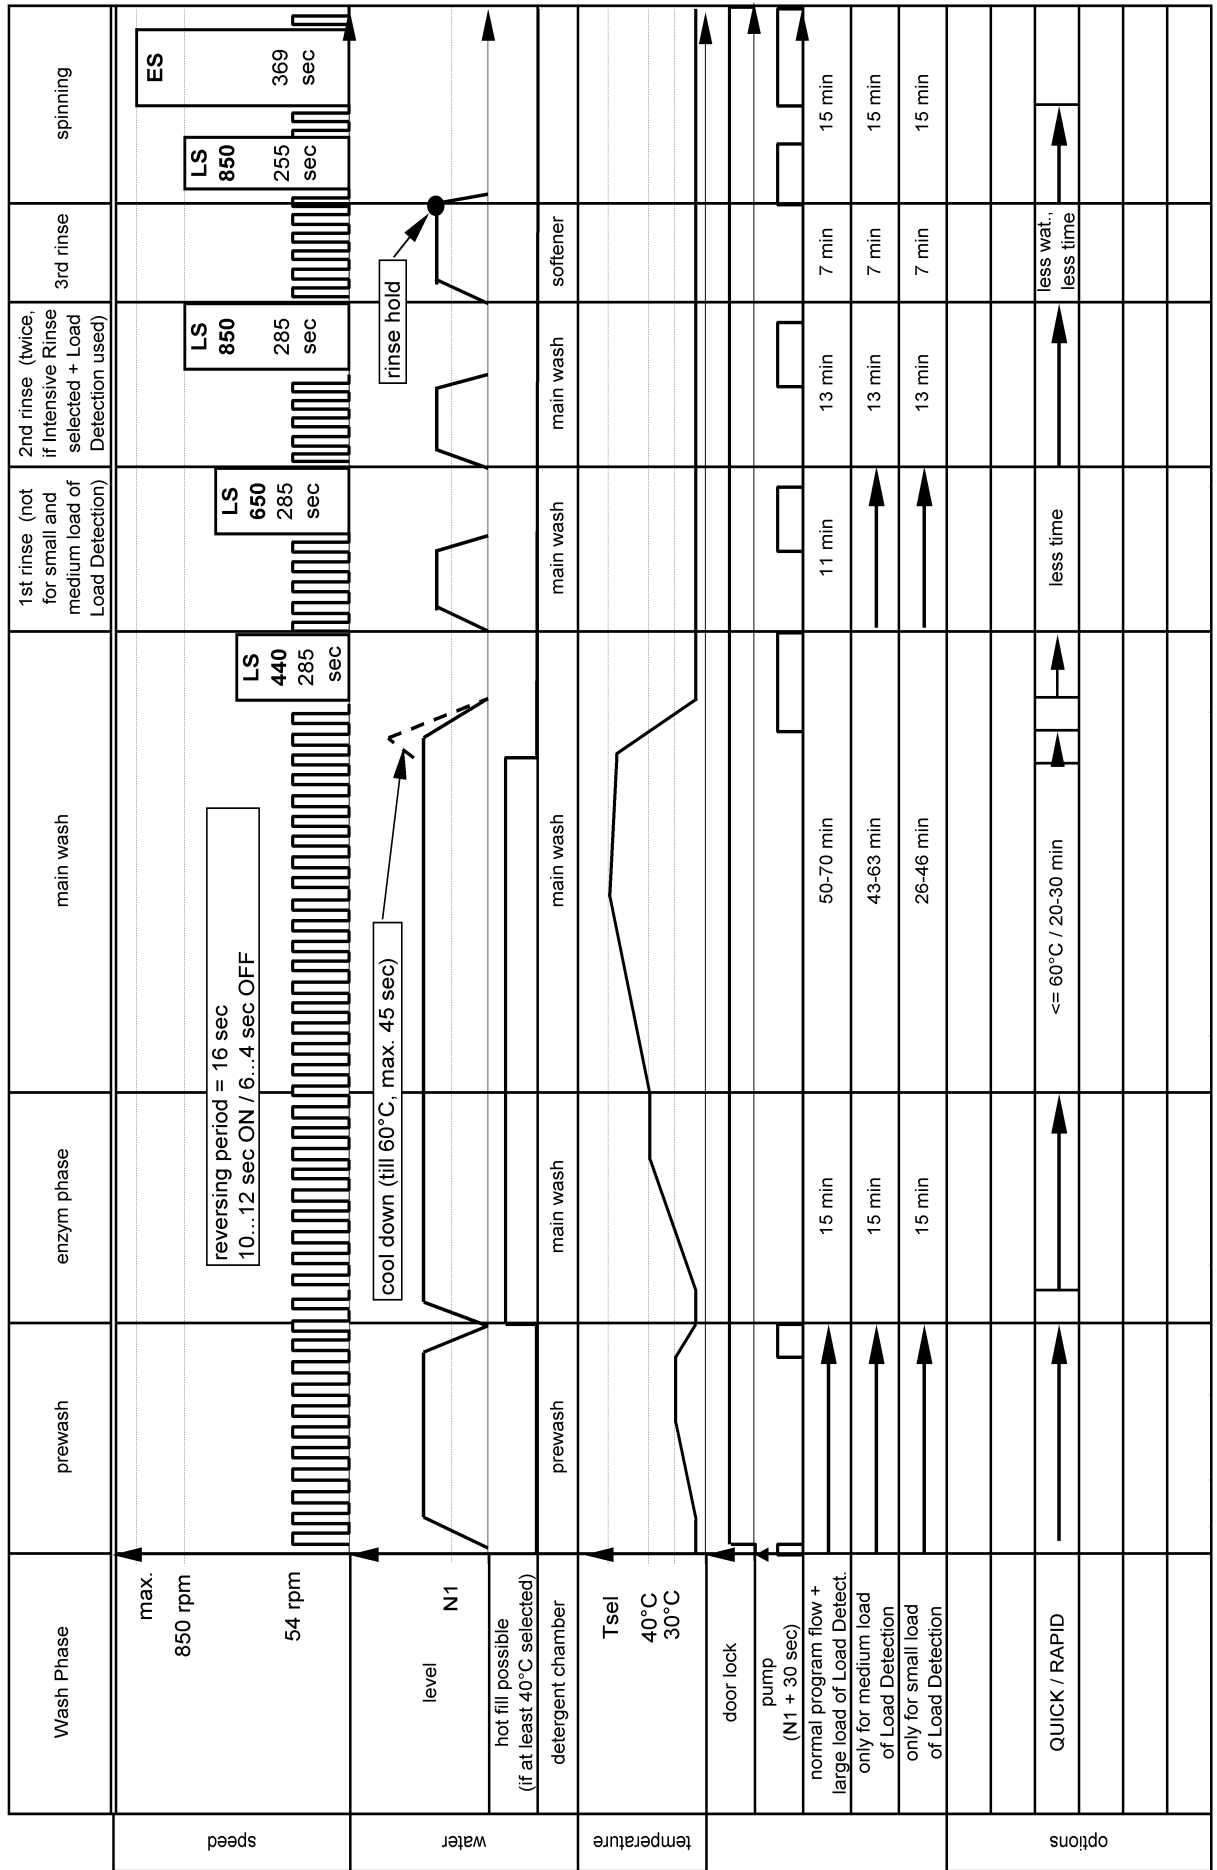 Wash Phase
prewash
enzym phase
main wash
1st rinse (not
for small and
medium load of
Load Detection)
2nd rinse (twice,
if Intensive Rinse
selected + Load
Detection used)
3rd rinse
spinning
speed
max.
850 rpm
54 rpm
reversing period = 16 sec
10...12 sec ON / 6...4 sec OFF
LS
440
285
sec
LS
650
285
sec
LS
850
285
sec
LS
850
255
sec
ES
369
sec
water
level
N1
cool down (till 60°C, max. 45 sec)
rinse hold
hot fill possible
(if at least 40°C selected)
detergent chamber
prewash
main wash
main wash
main wash
main wash
softener
temperature
Tsel
40°C
30°C
door lock
pump
(N1 + 30 sec)
normal program flow +
large load of Load Detect.
15 min
50-70 min
11 min
13 min
7 min
15 min
only for medium load
of Load Detection
15 min
43-63 min
13 min
7 min
15 min
only for small load
of Load Detection
15 min
26-46 min
13 min
7 min
15 min
options
QUICK / RAPID
<= 60°C / 20-30 min
less time
less wat.,
less time